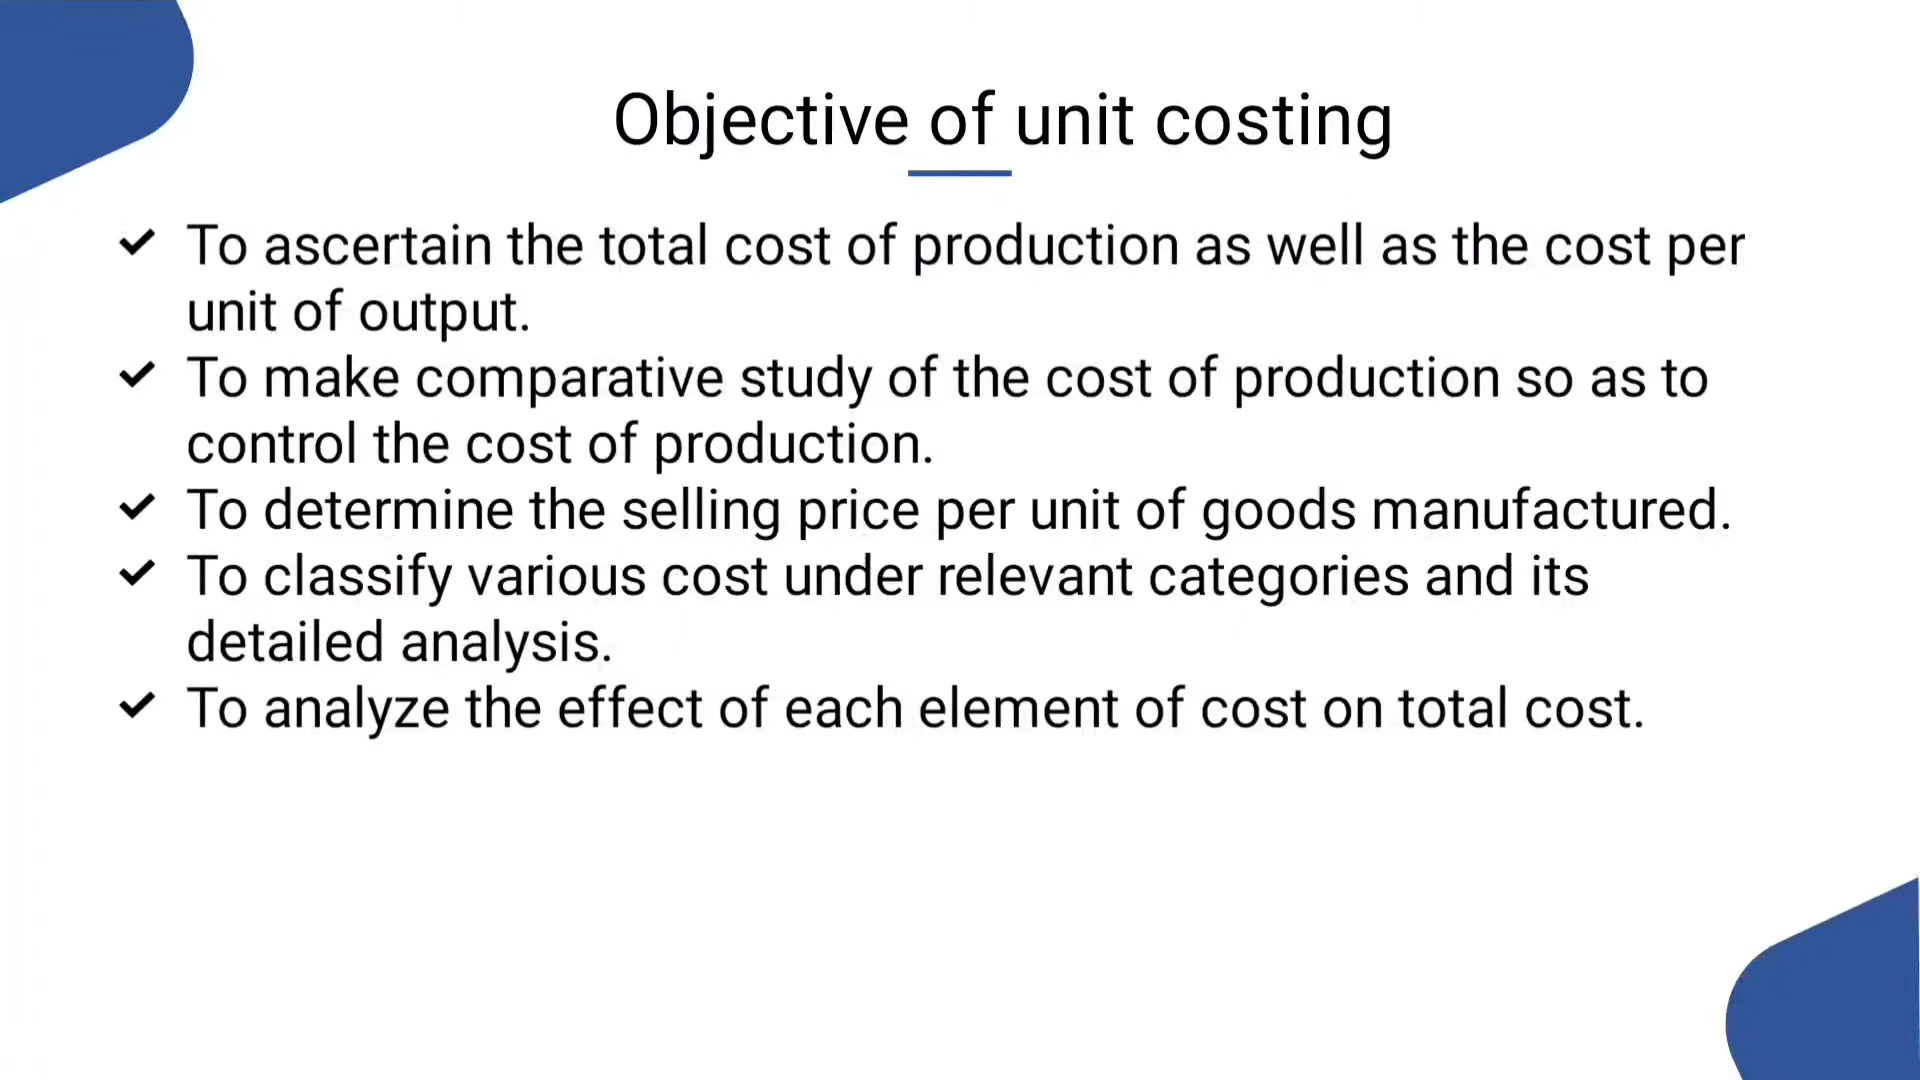 Objective of unit costing
✔ To ascertain the total cost of production as well as the cost per
unit of output.
✔ To make comparative study of the cost of production so as to
control the cost of production.
✔ To determine the selling price per unit of goods manufactured.
✔ To classify various cost under relevant categories and its
detailed analysis.
✔ To analyze the effect of each element of cost on total cost.